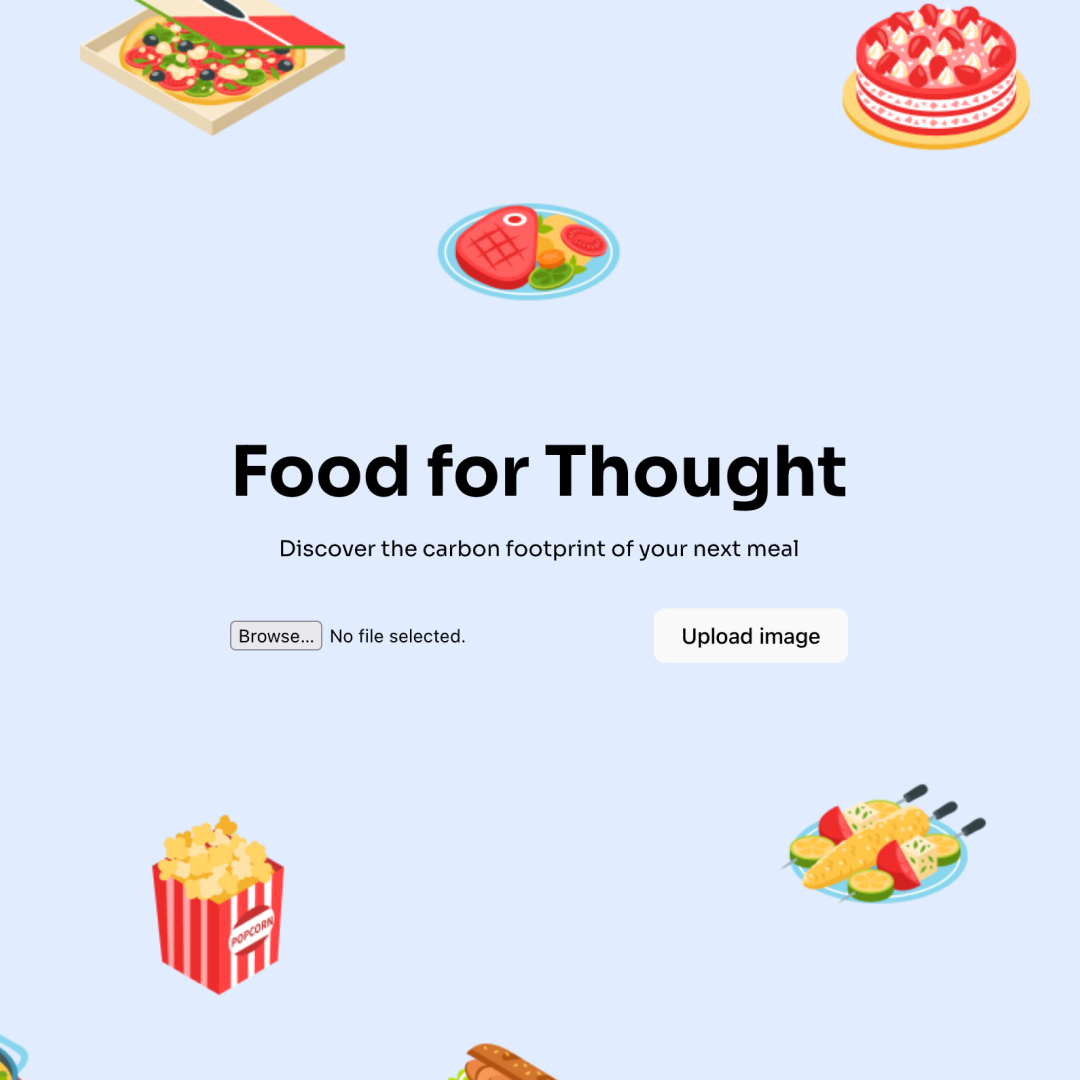 Food for Thought
Discover the carbon footprint of your next meal
Browse... No file selected.
Upload image
POPCORN